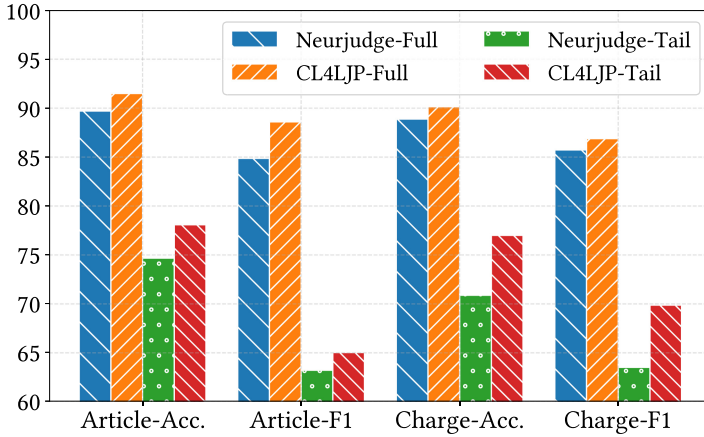 100
95
90
85
80
75
70
65
60
Neurjudge-Full
CL4LJP-Full
Neurjudge-Tail
CL4LJP-Tail
Article-Acc.
Article-F1
Charge-Acc.
Charge-F1